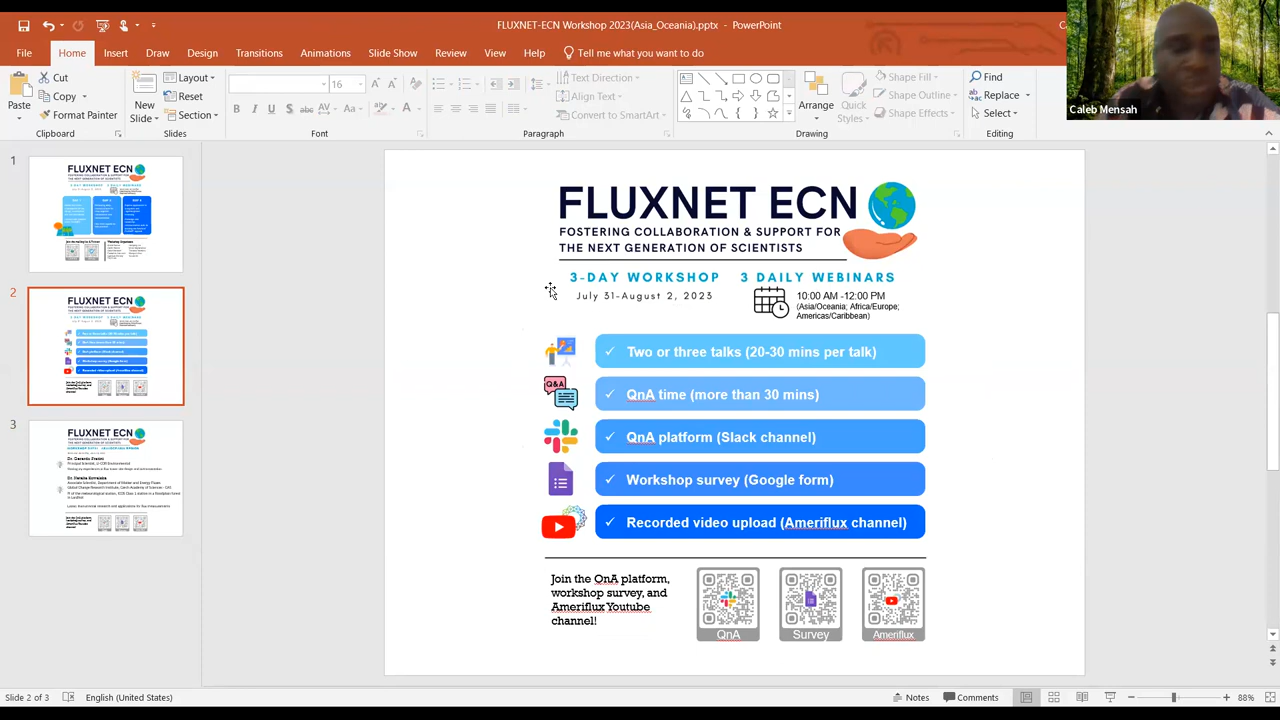 FLUXNET-ECN Workshop 2023(Asia_Oceania).pptx - PowerPoint
File Home Insert Draw Design Transitions Animations Slide Show Review View Help Tell me what you want to do
Caleb Mensah
Paste
Cut
Copy
Format Painter
Clipboard
New Slide
Layout
Reset
Section
Slides
16
Font
Text Direction
Align Text
Convert to SmartArt
Paragraph
Arrange
Quick Styles
Shape Fill
Shape Outline
Shape Effects
Drawing
Find
Replace
Select
Editing
1
2
3
FLUXNET ECN
FOSTERING COLLABORATION & SUPPORT FOR
THE NEXT GENERATION OF SCIENTISTS
3-DAY WORKSHOP 3 DAILY WEBINARS
July 31-August 2, 2023
10:00 AM -12:00 PM
(Asia/Oceania; Africa/Europe;
Americas/Caribbean)
✓ Two or three talks (20-30 mins per talk)
Q&A
✓ QnA time (more than 30 mins)
✓ QnA platform (Slack channel)
✓ Workshop survey (Google form)
✓ Recorded video upload (Ameriflux channel)
Join the QnA platform,
workshop survey, and
Ameriflux Youtube
channel!
QnA Survey Ameriflux
Slide 2 of 3 English (United States) Notes Comments 88%